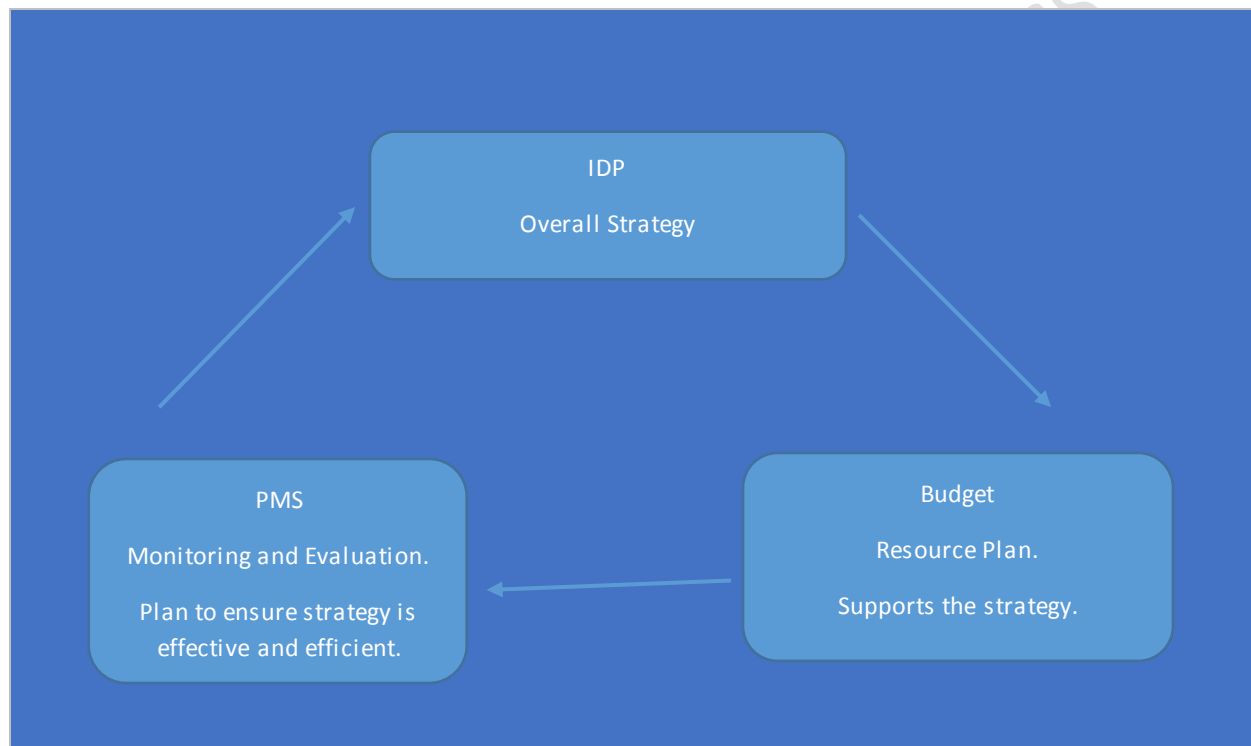 IDP
Overall Strategy
PMS
Monitoring and Evaluation.
Plan to ensure strategy is
effective and efficient.
Budget
Resource Plan.
Supports the strategy.